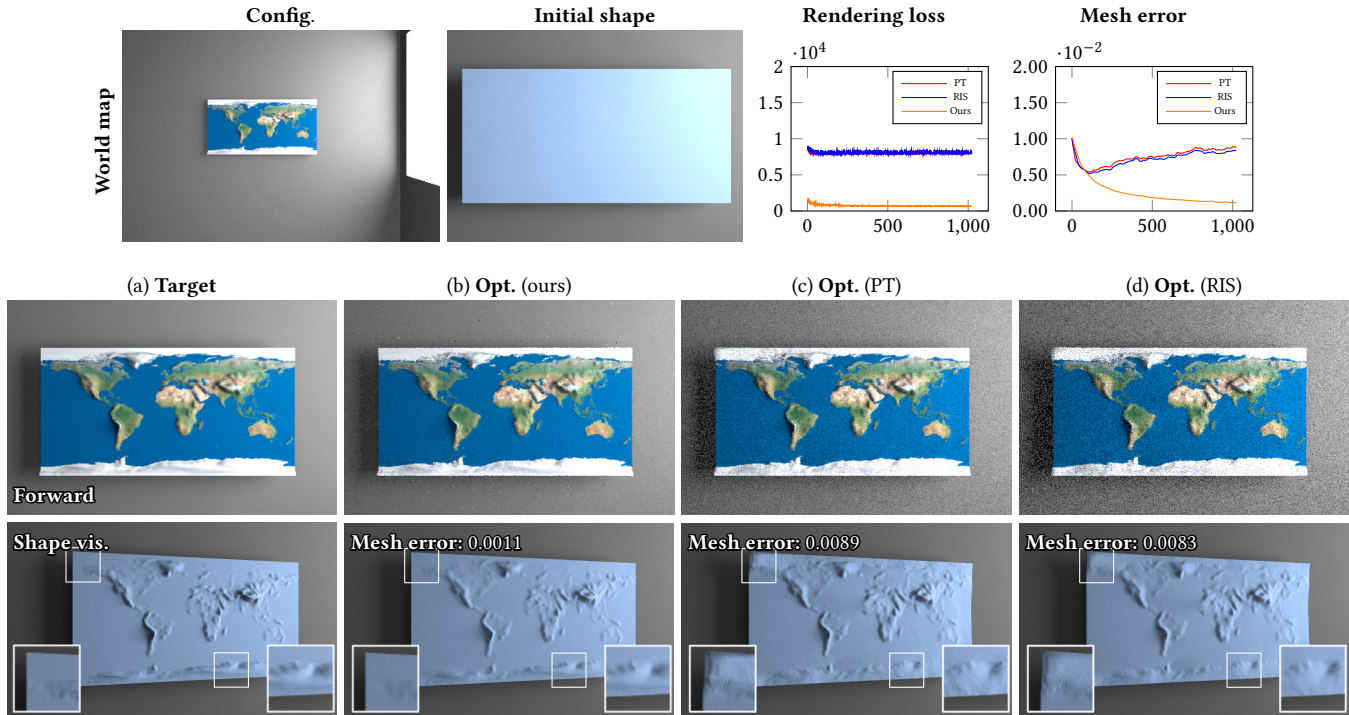 Config.
Initial shape
Rendering loss
Mesh error
World map
·10^4
2
1.5
1
0.5
0
0
500
1,000
PT
RIS
Ours
·10^-2
2.00
1.50
1.00
0.50
0.00
0
500
1,000
PT
RIS
Ours
(a) Target
(b) Opt. (ours)
(c) Opt. (PT)
(d) Opt. (RIS)
Forward
Shape vis.
Mesh error: 0.0011
Mesh error: 0.0089
Mesh error: 0.0083